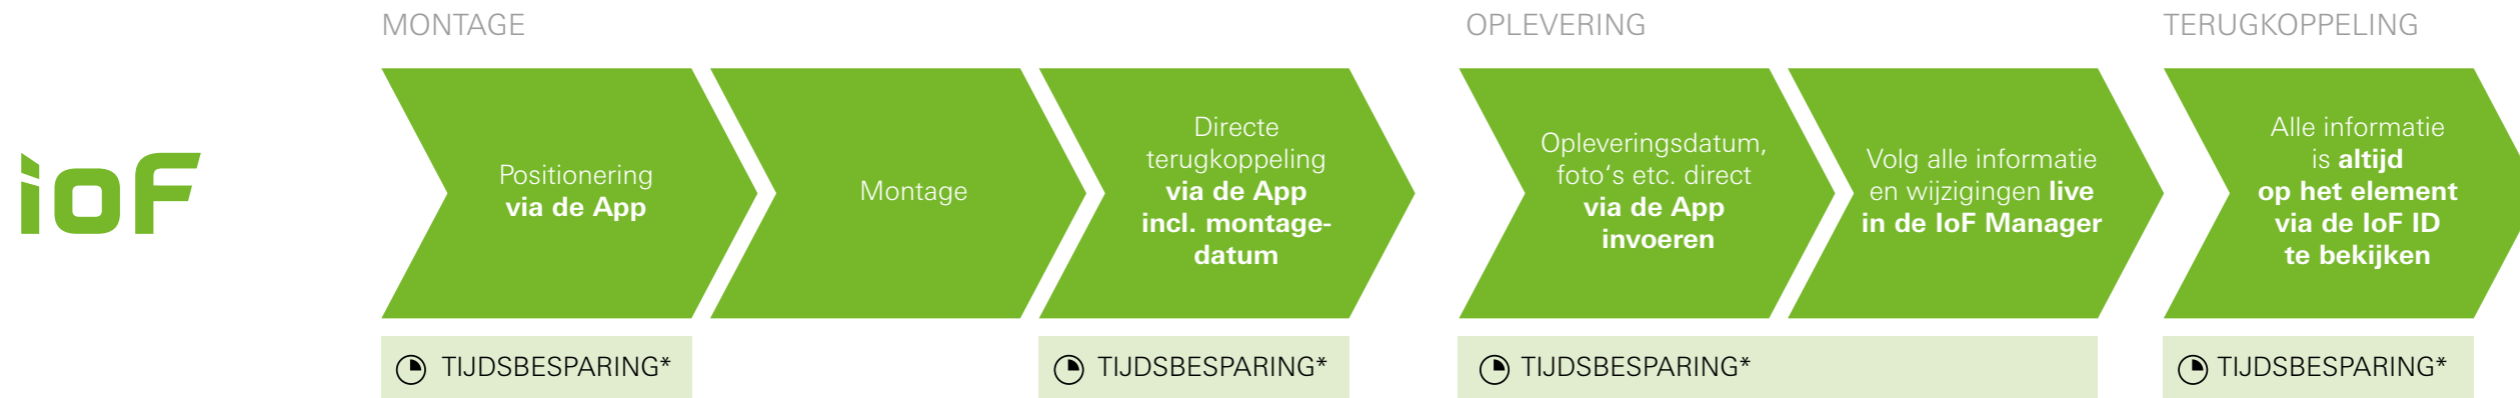 MONTAGE
OPLEVERING
TERUGKOPPELING
ioF
Positionering
via de App
Montage
Directe
terugkoppeling
via de App
incl. montage-
datum
Opleveringsdatum,
foto's etc. direct
via de App
invoeren
Volg alle informatie
en wijzigingen live
in de IoF Manager
Alle informatie
is altijd
op het element
via de IoF ID
te bekijken
TIJDSBESPARING*
TIJDSBESPARING*
TIJDSBESPARING*
TIJDSBESPARING*